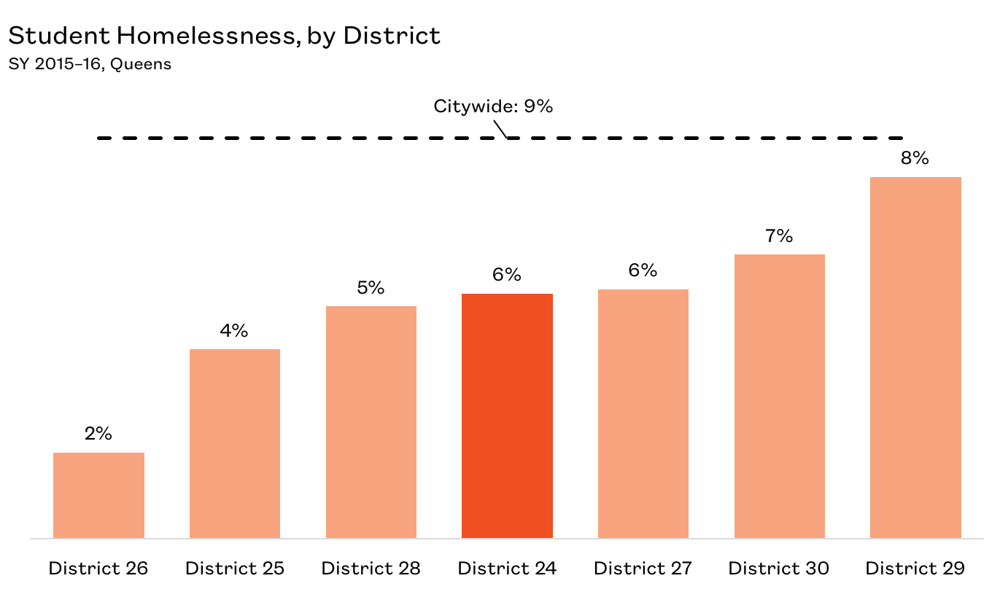 Student Homelessness, by District
SY 2015–16, Queens
Citywide: 9%
8%
7%
6%
6%
5%
4%
2%
District 26
District 25
District 28
District 24
District 27
District 30
District 29